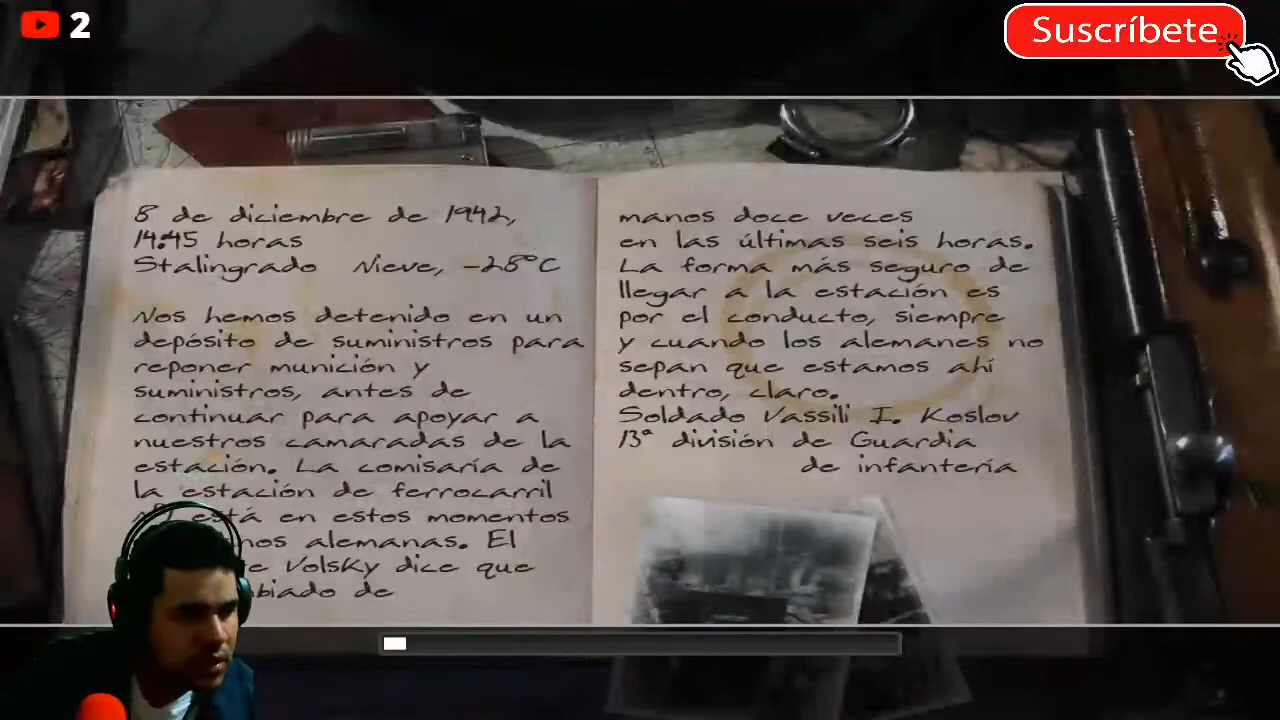 2
Suscríbete
8 de diciembre de 1942,
14:45 horas
Stalingrado Nieve, -28°C
Nos hemos detenido en un
depósito de suministros para
reponer munición y
suministros, antes de
continuar para apoyar a
nuestros camaradas de la
estación. La comisaría de
la estación de ferrocarril
está en estos momentos
nos alemanas. El
e Volsky dice que
biado de
manos doce veces
en las últimas seis horas.
La forma más seguro de
llegar a la estación es
por el conducto, siempre
y cuando los alemanes no
sepan que estamos ahí
dentro, claro.
Soldado Vassili I. Koslov
13ª división de Guardia
de infantería